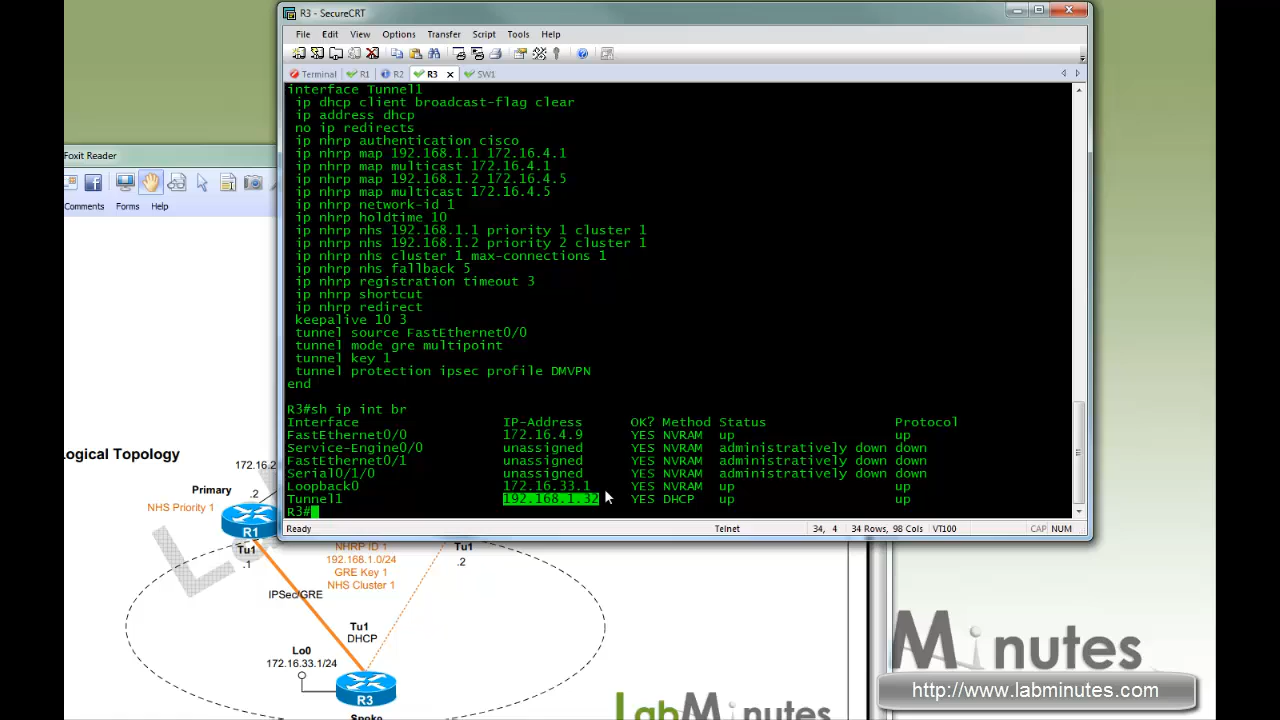 R3 - SecureCRT
File Edit View Options Transfer Script Tools Help
Terminal R1 R2 R3 SW1
interface Tunnel1
ip dhcp client broadcast-flag clear
ip address dhcp
no ip redirects
ip nhrp authentication cisco
ip nhrp map 192.168.1.1 172.16.4.1
ip nhrp map multicast 172.16.4.1
ip nhrp map 192.168.1.2 172.16.4.5
ip nhrp map multicast 172.16.4.5
ip nhrp network-id 1
ip nhrp holdtime 10
ip nhrp nhs 192.168.1.1 priority 1 cluster 1
ip nhrp nhs 192.168.1.2 priority 2 cluster 1
ip nhrp nhs cluster 1 max-connections 1
ip nhrp nhs fallback 5
ip nhrp registration timeout 3
ip nhrp shortcut
ip nhrp redirect
keepalive 10 3
tunnel source FastEthernet0/0
tunnel mode gre multipoint
tunnel key 1
tunnel protection ipsec profile DMVPN
end
R3#sh ip int br
Interface IP-Address OK? Method Status Protocol
FastEthernet0/0 172.16.4.9 YES NVRAM up up
Service-Engine0/0 unassigned YES NVRAM administratively down down
FastEthernet0/1 unassigned YES NVRAM administratively down down
Serial0/1/0 unassigned YES NVRAM administratively down down
Loopback0 172.16.33.1 YES NVRAM up up
Tunnel1 192.168.1.32 YES DHCP up up
R3#
Ready Telnet 34, 4 34 Rows, 98 Cols VT100 CAP NUM
Foxit Reader
Comments Forms Help
ogical Topology
172.16.2
Primary
.2
NHS Priority 1
R1
Tu1
.1
NHRP ID 1
192.168.1.0/24
GRE Key 1
NHS Cluster 1
Tu1
.2
IPSec/GRE
Tu1
DHCP
Lo0
172.16.33.1/24
R3
Spoke
LabMinutes
Minutes
http://www.labminutes.com